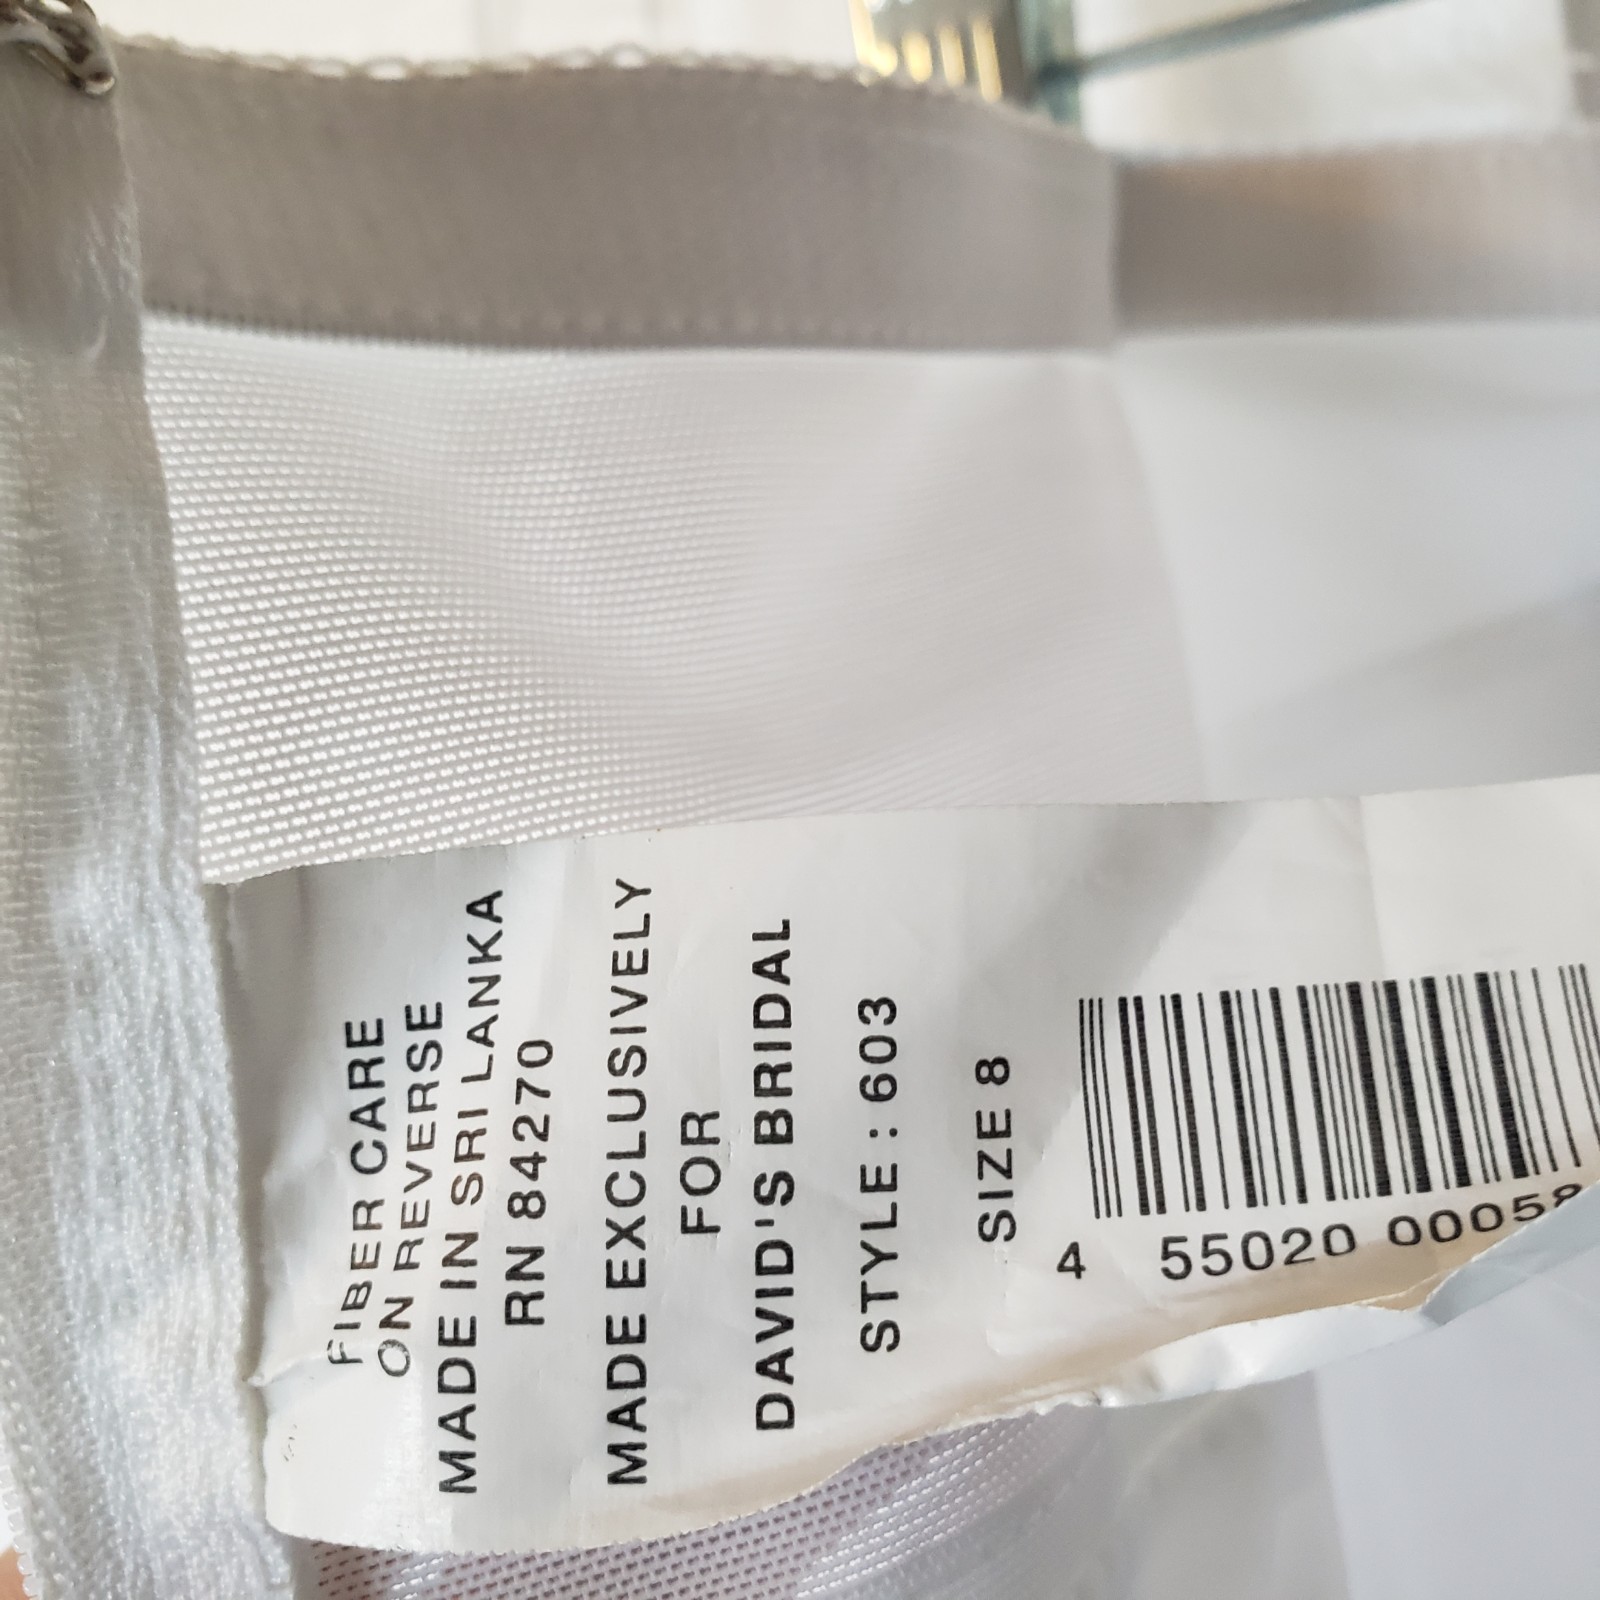 FIBER CARE
ON REVERSE
MADE IN SRI LANKA
RN 84270
MADE EXCLUSIVELY
FOR
DAVID'S BRIDAL
STYLE : 603
SIZE 8
4 55020 00058